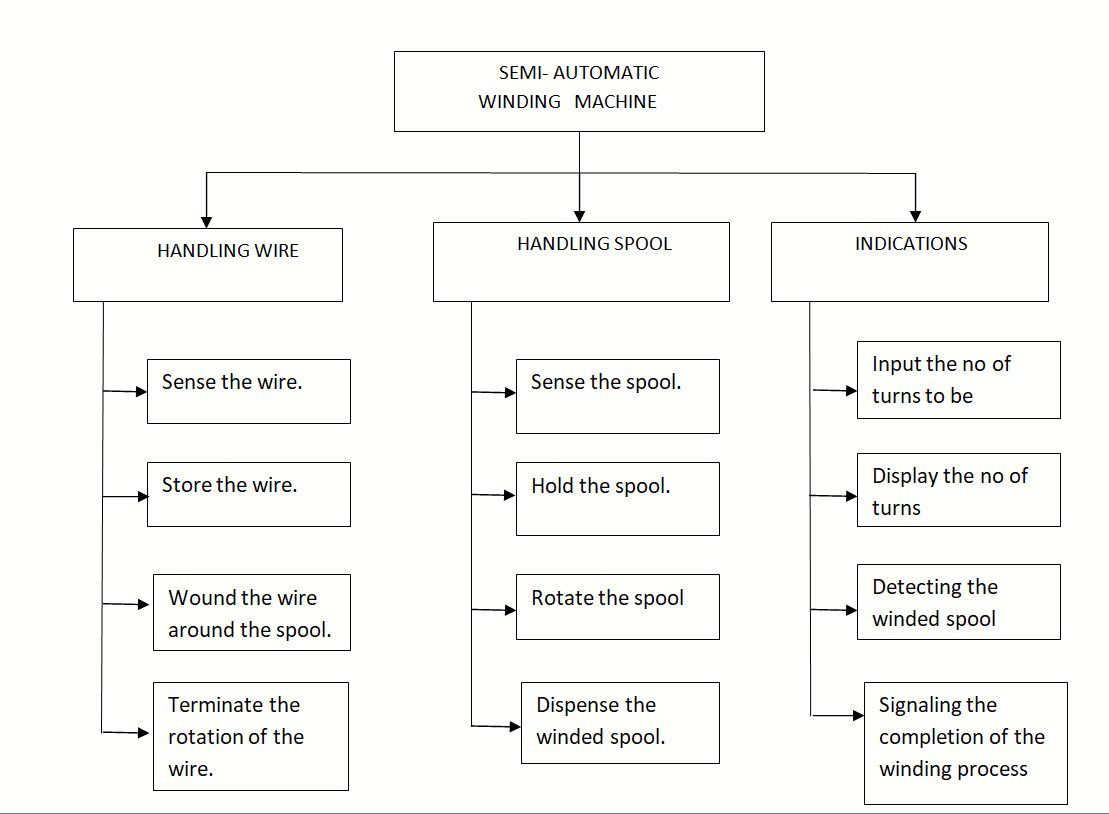 SEMI- AUTOMATIC
WINDING MACHINE
HANDLING WIRE
Sense the wire.
Store the wire.
Wound the wire
around the spool.
Terminate the
rotation of the
wire.
HANDLING SPOOL
Sense the spool.
Hold the spool.
Rotate the spool
Dispense the
winded spool.
INDICATIONS
Input the no of
turns to be
Display the no of
turns
Detecting the
winded spool
Signaling the
completion of the
winding process